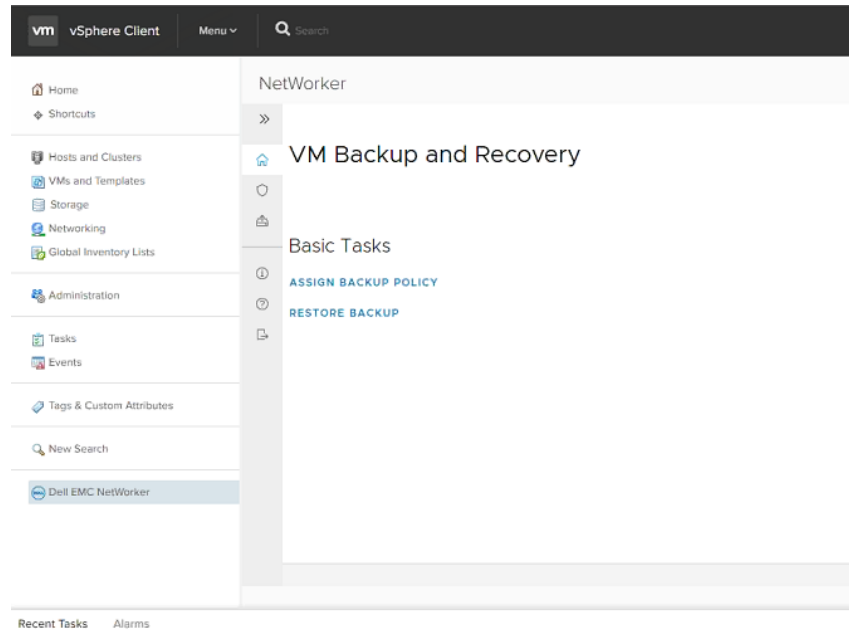 vm vSphere Client Menu Search
Home
Shortcuts
Hosts and Clusters
VMs and Templates
Storage
Networking
Global Inventory Lists
Administration
Tasks
Events
Tags & Custom Attributes
New Search
Dell EMC NetWorker
NetWorker
VM Backup and Recovery
Basic Tasks
ASSIGN BACKUP POLICY
RESTORE BACKUP
Recent Tasks Alarms